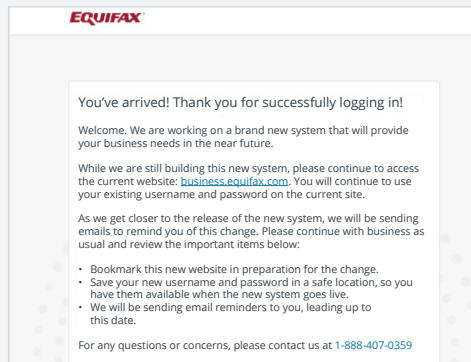 EQUIFAX
You've arrived! Thank you for successfully logging in!
Welcome. We are working on a brand new system that will provide
your business needs in the near future.
While we are still building this new system, please continue to access
the current website: business.equifax.com. You will continue to use
your existing username and password on the current site.
As we get closer to the release of the new system, we will be sending
emails to remind you of this change. Please continue with business as
usual and review the important items below:
• Bookmark this new website in preparation for the change.
• Save your new username and password in a safe location, so you
have them available when the new system goes live.
• We will be sending email reminders to you, leading up to
this date.
For any questions or concerns, please contact us at 1-888-407-0359